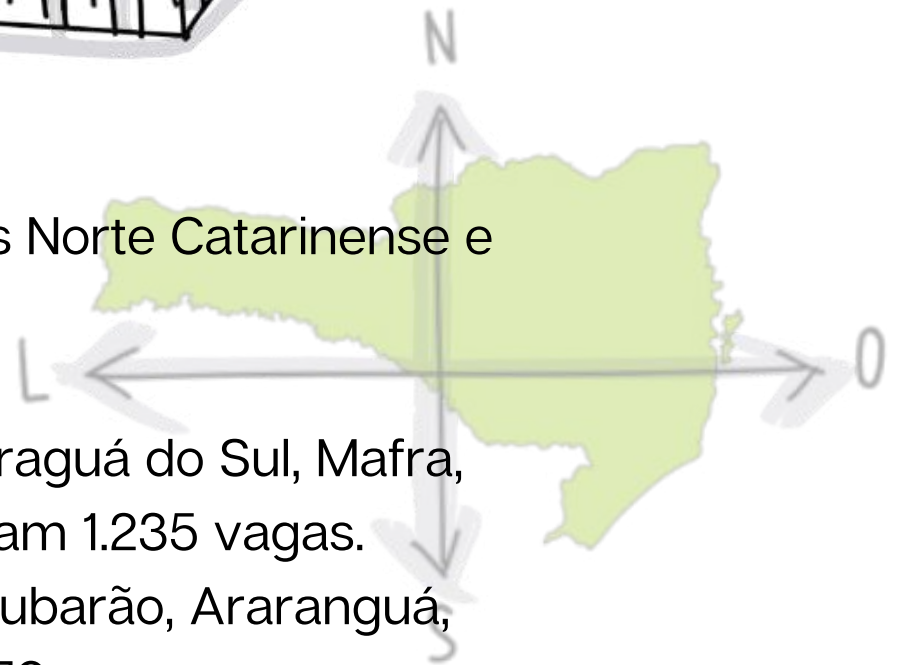 N
s Norte Catarinense e
L O
raguá do Sul, Mafra,
am 1.235 vagas.
ubarão, Araranguá,
S